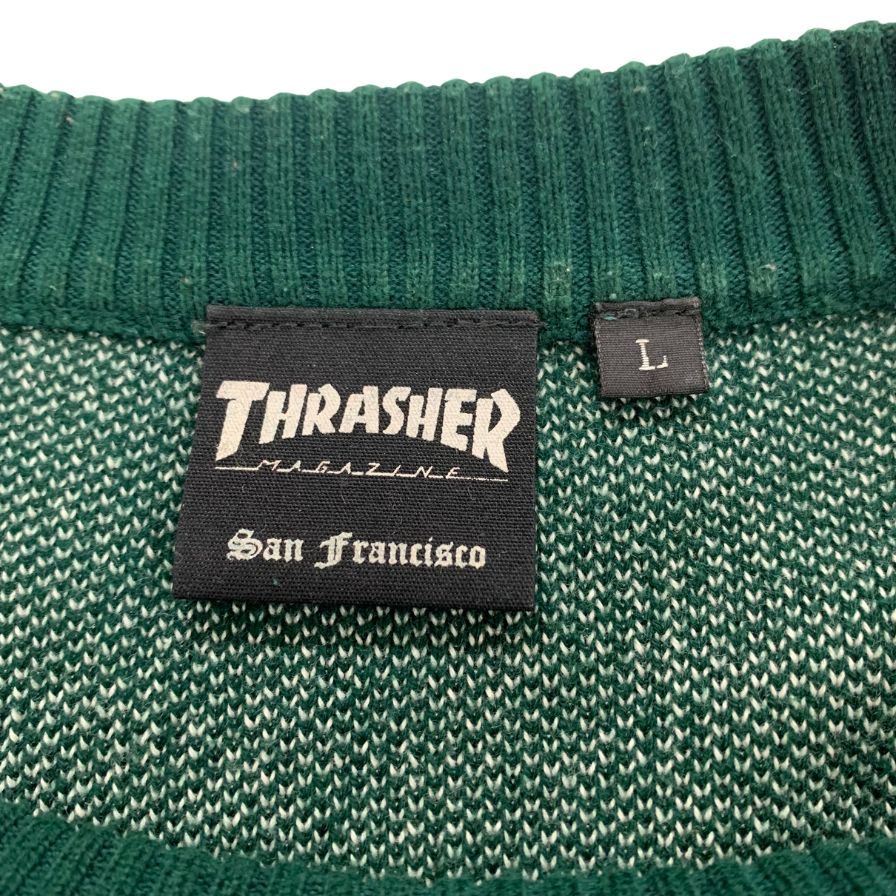 THRASHER
MAGAZINE
San Francisco
L